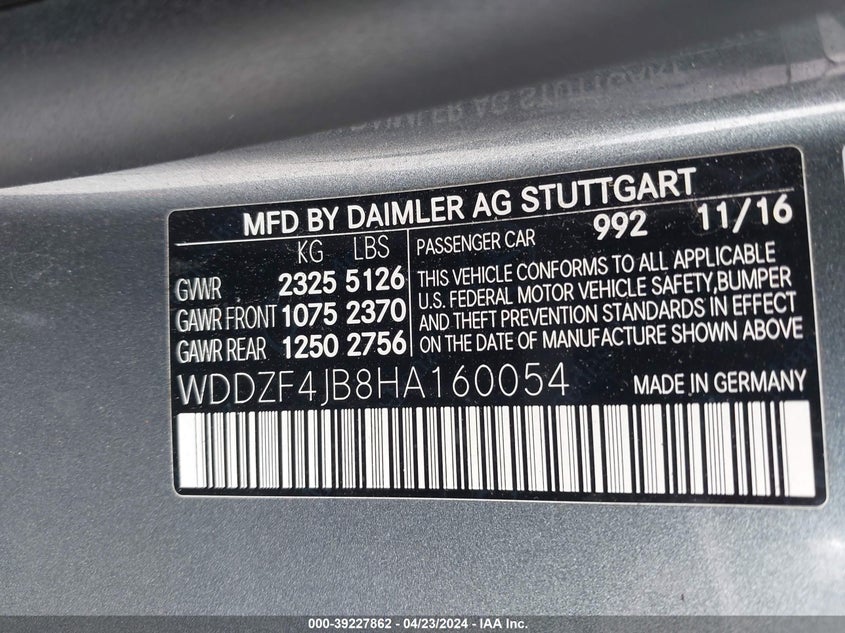 DAIMLER AG STUTTGART
MFD BY DAIMLER AG STUTTGART
KG LBS
GVWR 2325 5126
GAWR FRONT 1075 2370
GAWR REAR 1250 2756
PASSENGER CAR 992 11/16
THIS VEHICLE CONFORMS TO ALL APPLICABLE
U.S. FEDERAL MOTOR VEHICLE SAFETY,BUMPER
AND THEFT PREVENTION STANDARDS IN EFFECT
ON THE DATE OF MANUFACTURE SHOWN ABOVE
WDDZF4JB8HA160054 MADE IN GERMANY
000-39227862 - 04/23/2024 - IAA Inc.